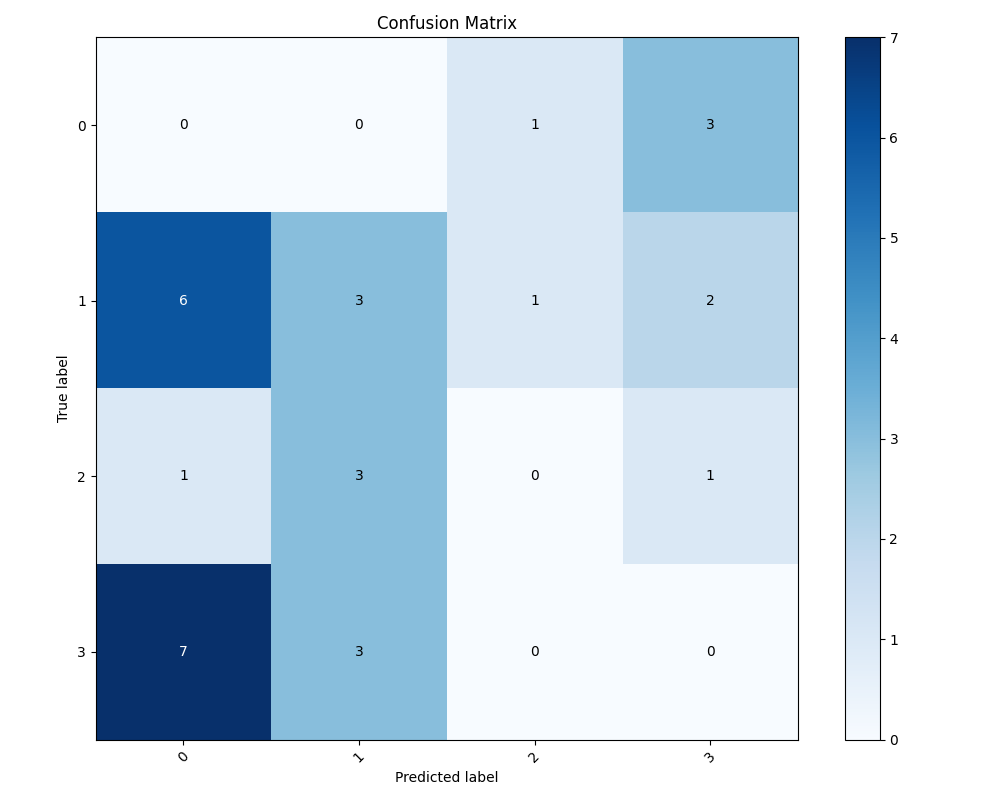 Confusion Matrix
0 0 0 1 3
1 6 3 1 2
2 1 3 0 1
3 7 3 0 0
0 1 2 3
True label
Predicted label
7
6
5
4
3
2
1
0